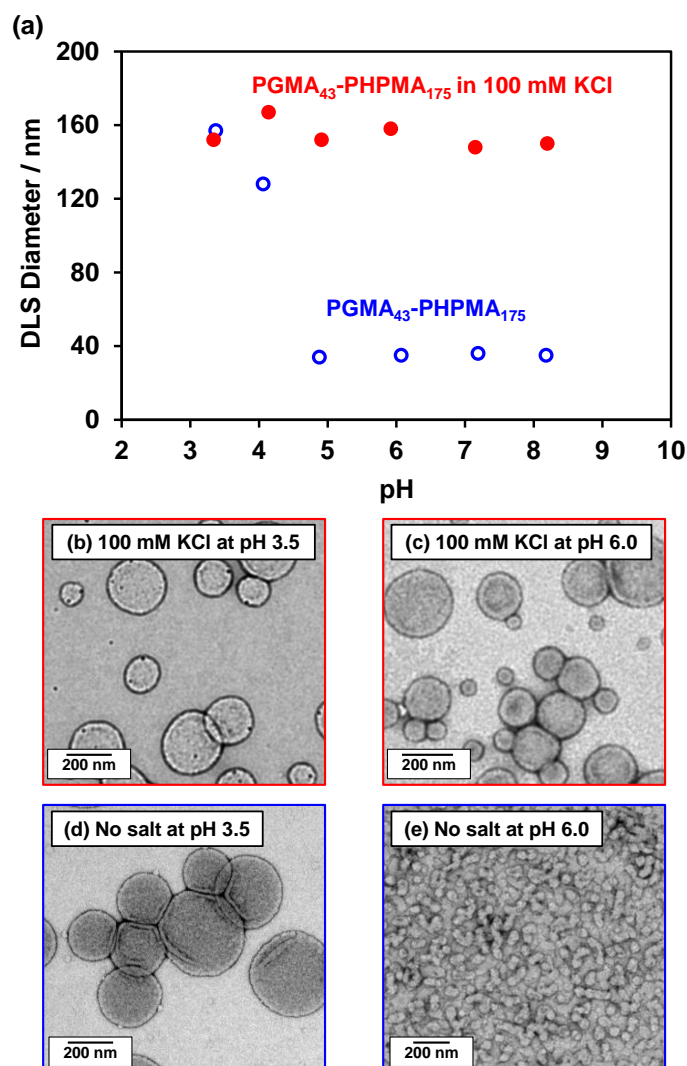 (a)
200
160
120
80
40
0
DLS Diameter / nm
PGMA₄₃-PHPMA₁₇₅ in 100 mM KCl
PGMA₄₃-PHPMA₁₇₅
2 3 4 5 6 7 8 9 10
pH
(b) 100 mM KCl at pH 3.5
200 nm
(c) 100 mM KCl at pH 6.0
200 nm
(d) No salt at pH 3.5
200 nm
(e) No salt at pH 6.0
200 nm